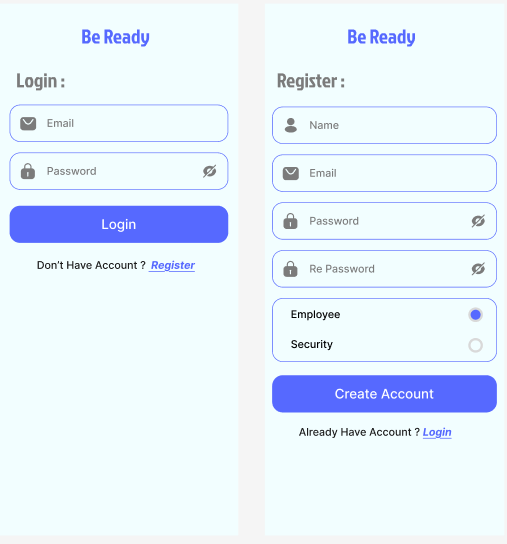 Be Ready
Login :
Email
Password
Login
Don't Have Account ? Register
Be Ready
Register :
Name
Email
Password
Re Password
Employee
Security
Create Account
Already Have Account ? Login